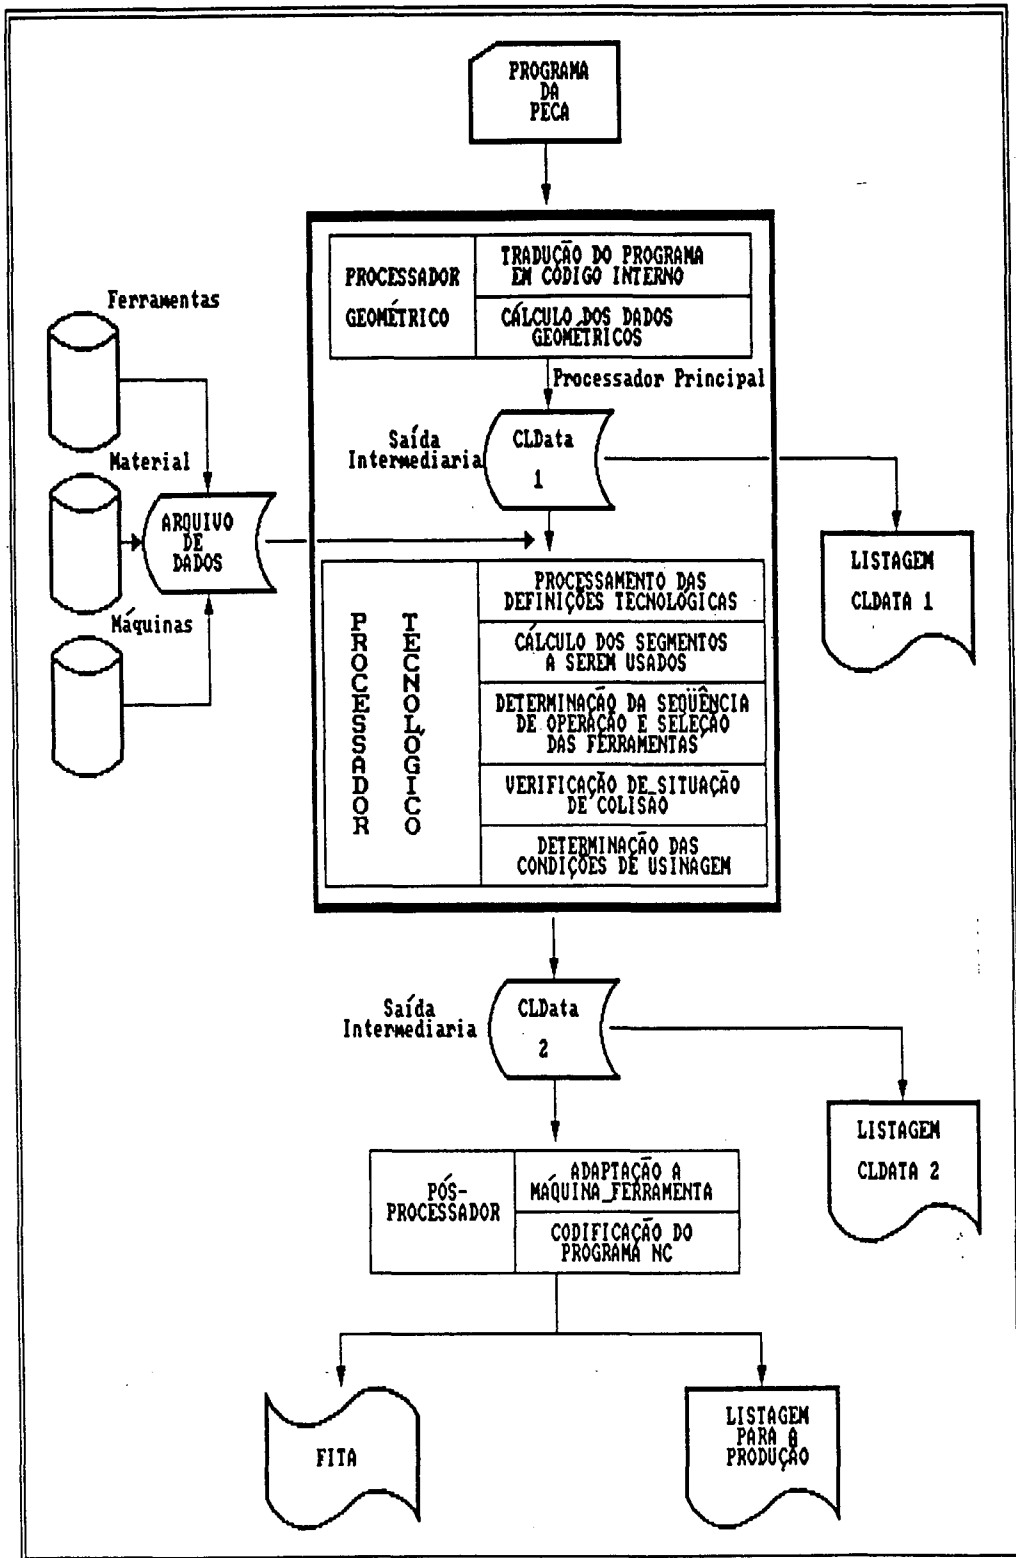 PROGRAMA
DA
PECA
PROCESSADOR
GEOMÉTRICO
TRADUÇÃO DO PROGRAMA
EM CÓDIGO INTERNO
CÁLCULO DOS DADOS
GEOMÉTRICOS
Processador Principal
Saída
Intermediaria
CLData
1
Ferramentas
Material
Máquinas
ARQUIVO
DE
DADOS
LISTAGEM
CLDATA 1
PROCESSADOR
TECNOLÓGICO
PROCESSAMENTO DAS
DEFINIÇÕES TECNOLÓGICAS
CÁLCULO DOS SEGMENTOS
A SEREM USADOS
DETERMINAÇÃO DA SEQÜÊNCIA
DE OPERAÇÃO E SELEÇÃO
DAS FERRAMENTAS
VERIFICAÇÃO DE SITUAÇÃO
DE COLISÃO
DETERMINAÇÃO DAS
CONDIÇÕES DE USINAGEM
Saída
Intermediaria
CLData
2
LISTAGEM
CLDATA 2
PÓS-
PROCESSADOR
ADAPTAÇÃO A
MÁQUINA_FERRAMENTA
CODIFICAÇÃO DO
PROGRAMA NC
FITA
LISTAGEM
PARA A
PRODUÇÃO